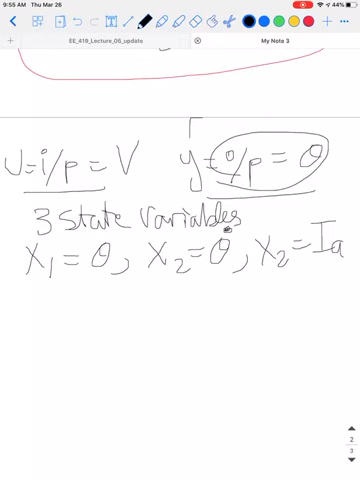 9:55 AM Thu Mar 26 44%
EE_419_Lecture_06_update My Note 3
U=i/p=V y=o/p=θ
3 state variables
X₁=θ, X₂=θ̇, X₂=Ia
2
3